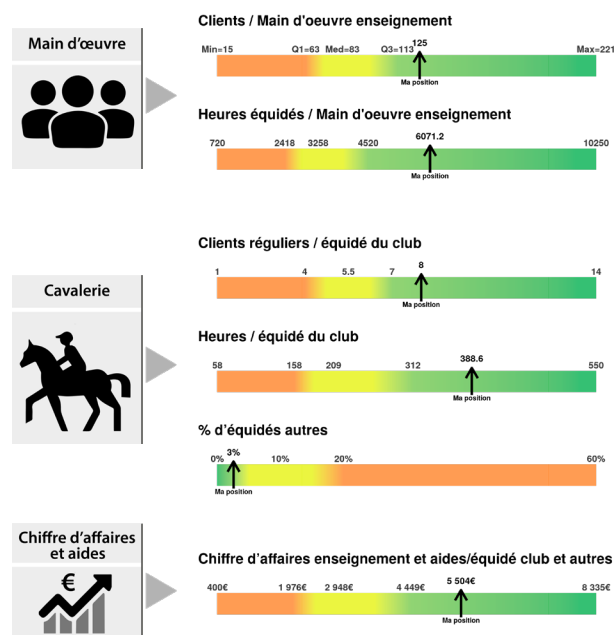 Main d'œuvre
Clients / Main d'oeuvre enseignement
Min=15 Q1=63 Med=83 Q3=113 125 Max=221
Ma position
Heures équidés / Main d'oeuvre enseignement
720 2418 3258 4520 6071.2 10250
Ma position
Cavalerie
Clients réguliers / équidé du club
1 4 5.5 7 8 14
Ma position
Heures / équidé du club
58 158 209 312 388.6 550
Ma position
% d'équidés autres
0% 3% 10% 20% 60%
Ma position
Chiffre d'affaires
et aides
€
Chiffre d'affaires enseignement et aides/équidé club et autres
400€ 1 976€ 2 948€ 4 449€ 5 504€ 8 335€
Ma position